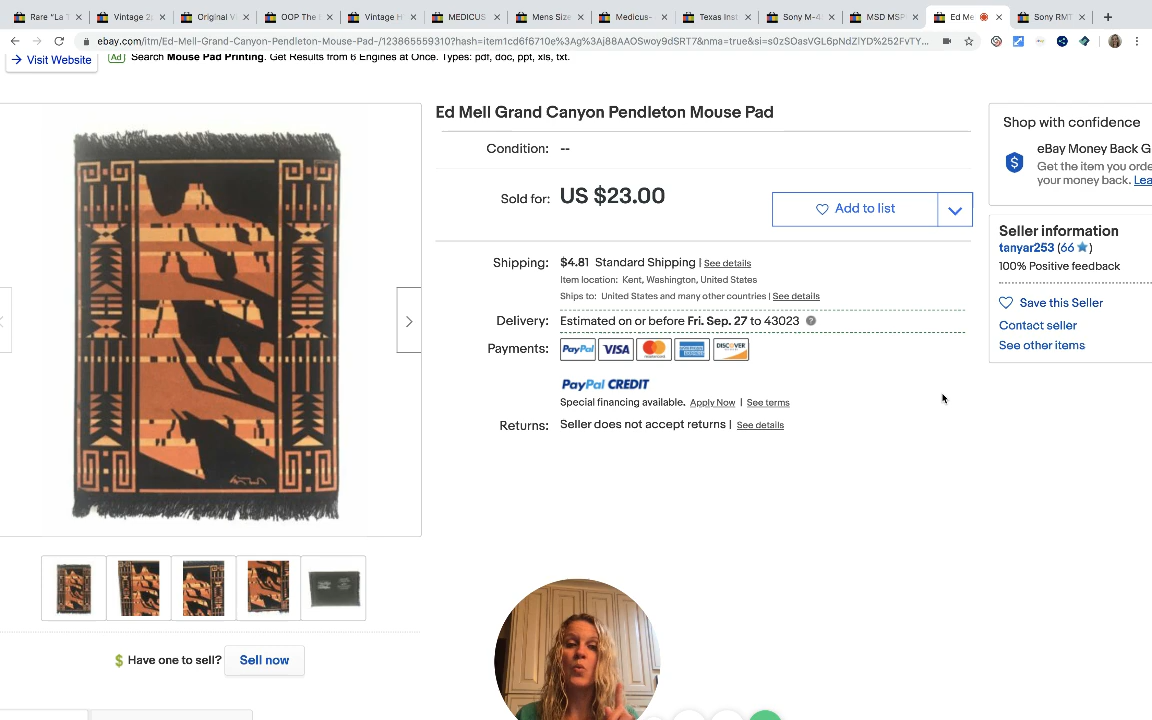 Rare "La T
Vintage 2
Original V
OOP The
Vintage H
MEDICUS
Mens Size
Medicus-
Texas Inst
Sony M-4
MSD MSP
Ed Me
Sony RMT
ebay.com/itm/Ed-Mell-Grand-Canyon-Pendleton-Mouse-Pad-/123865559310?hash=item1cd6f6710e%3Ag%3Aj88AAOSwoy9dSRT7&nma=true&si=s0zSOasVGL6pNdZlYD%252FvTY...
Visit Website
Ad Search Mouse Pad Printing. Get Results from 6 Engines at Once. Types: pdf, doc, ppt, xls, txt.
Ed Mell Grand Canyon Pendleton Mouse Pad
Condition: --
Sold for: US $23.00
Add to list
Shipping: $4.81 Standard Shipping | See details
Item location: Kent, Washington, United States
Ships to: United States and many other countries | See details
Delivery: Estimated on or before Fri. Sep. 27 to 43023 ?
Payments: PayPal VISA MasterCard DISCOVER
PayPal CREDIT
Special financing available. Apply Now | See terms
Returns: Seller does not accept returns | See details
Shop with confidence
$ eBay Money Back G
Get the item you orde
your money back. Lea
Seller information
tanyar253 (66 )
100% Positive feedback
Save this Seller
Contact seller
See other items
$ Have one to sell? Sell now